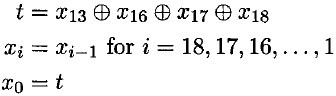 t = x₁₃ ⊕ x₁₆ ⊕ x₁₇ ⊕ x₁₈
xᵢ = xᵢ₋₁ for i = 18, 17, 16, . . . , 1
x₀ = t